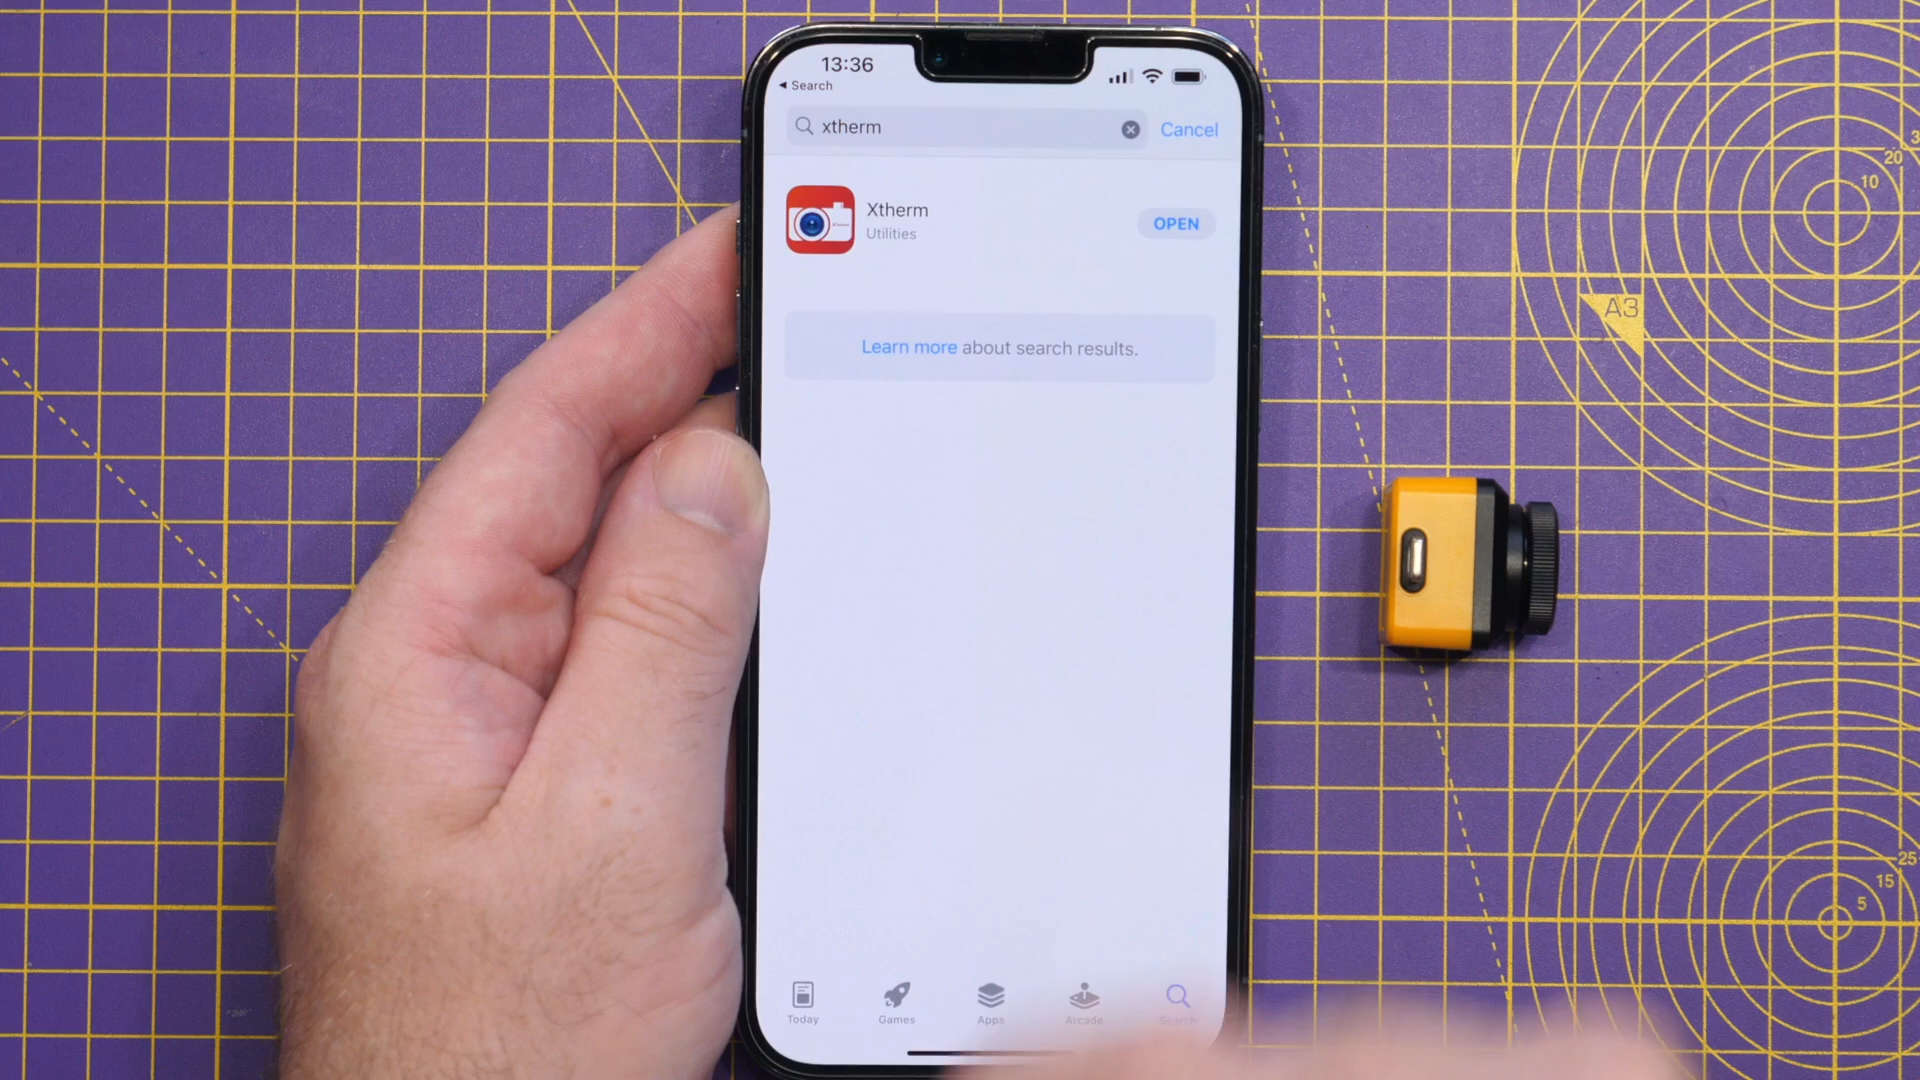 13:36
Search
xtherm
Cancel
Xtherm
Utilities
OPEN
Learn more about search results.
Today
Games
Apps
Arcade
Search
20
10
A3
25
15
5